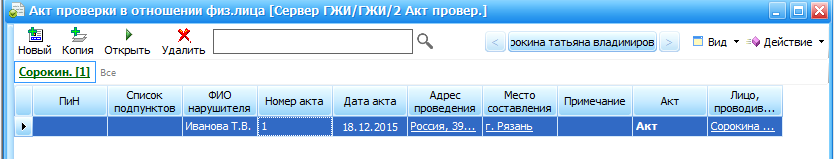 Акт проверки в отношении физ.лица [Сервер ГЖИ/ГЖИ/2 Акт провер.]
Новый Копия Открыть Удалить < орокина татьяна владимиров > Вид Действие
Сорокин. [1] Все
ПиН Список подпунктов ФИО нарушителя Номер акта Дата акта Адрес проведения Место составления Примечание Акт Лицо, проводив...
Иванова Т.В. 1 18.12.2015 Россия, 39... г. Рязань Акт Сорокина ...